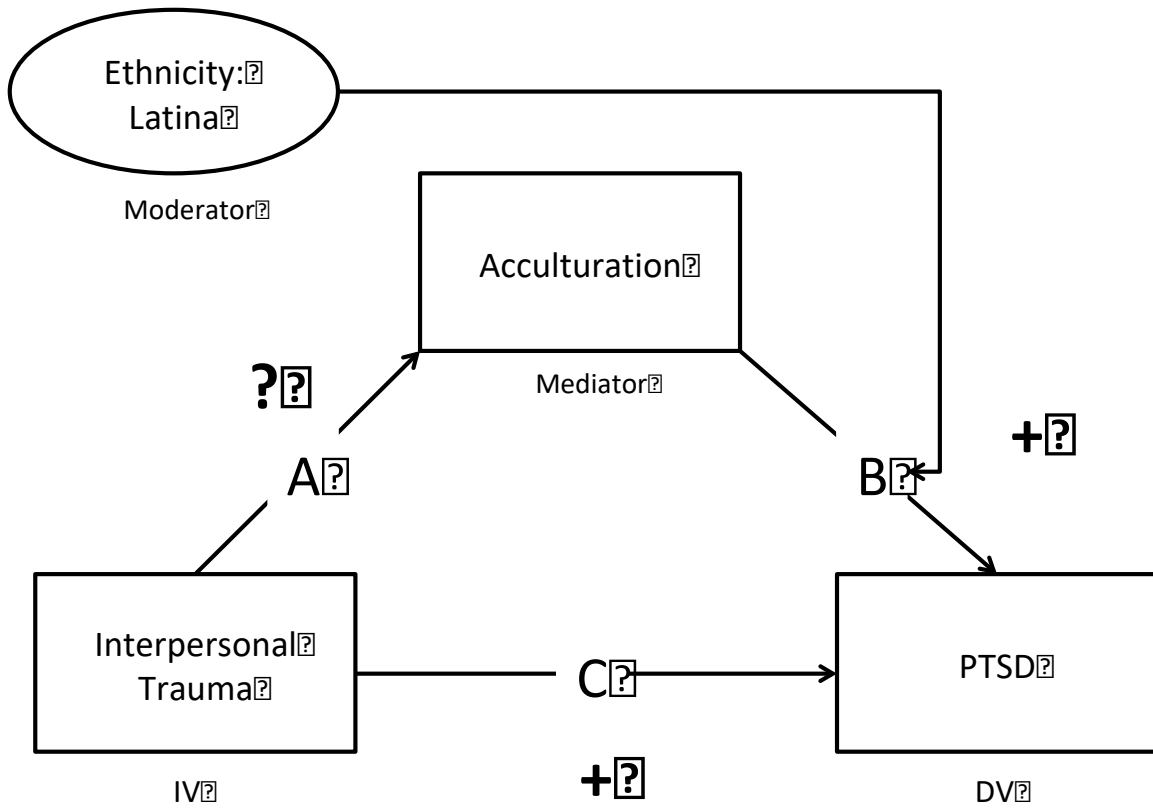 Ethnicity:⍰
Latina⍰
Moderator⍰
Acculturation⍰
Mediator⍰
?⍰
A⍰
B⍰
+⍰
Interpersonal⍰
Trauma⍰
C⍰
PTSD⍰
+⍰
IV⍰
DV⍰